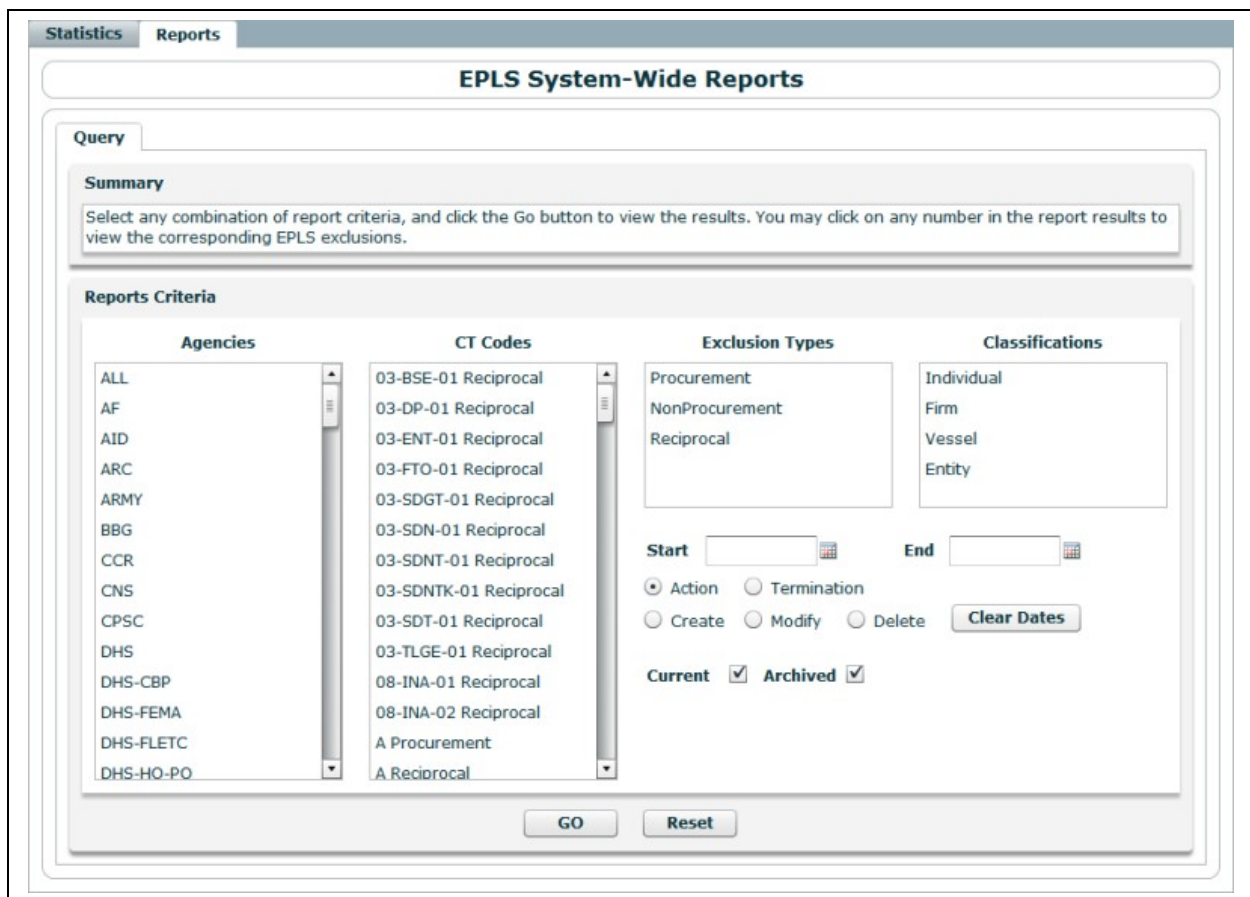 Statistics Reports
EPLS System-Wide Reports
Query
Summary
Select any combination of report criteria, and click the Go button to view the results. You may click on any number in the report results to
view the corresponding EPLS exclusions.
Reports Criteria
Agencies
ALL
AF
AID
ARC
ARMY
BBG
CCR
CNS
CPSC
DHS
DHS-CBP
DHS-FEMA
DHS-FLETC
DHS-HO-PO
CT Codes
03-BSE-01 Reciprocal
03-DP-01 Reciprocal
03-ENT-01 Reciprocal
03-FTO-01 Reciprocal
03-SDGT-01 Reciprocal
03-SDN-01 Reciprocal
03-SDNT-01 Reciprocal
03-SDNTK-01 Reciprocal
03-SDT-01 Reciprocal
03-TLGE-01 Reciprocal
08-INA-01 Reciprocal
08-INA-02 Reciprocal
A Procurement
A Reciprocal
Exclusion Types
Procurement
NonProcurement
Reciprocal
Classifications
Individual
Firm
Vessel
Entity
Start End
Action Termination
Create Modify Delete Clear Dates
Current Archived
GO Reset